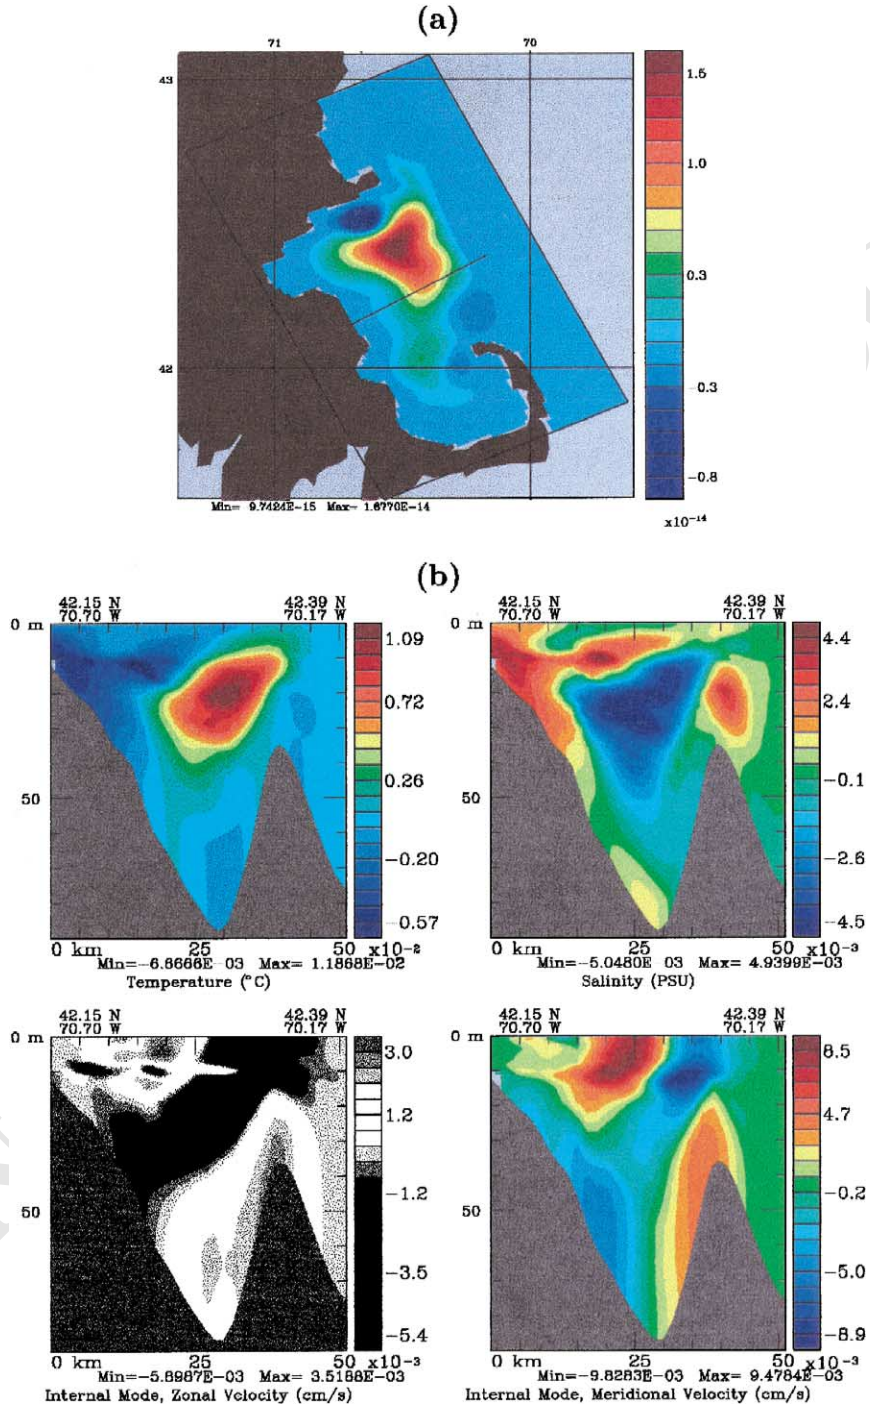 (a)
71 70
43
42
1.5
1.0
0.3
−0.3
−0.8
x10⁻¹⁴
Min= 9.7424E-15 Max= 1.6770E-14
(b)
42.15 N 42.39 N
70.70 W 70.17 W
0 m
50
1.09
0.72
0.26
−0.20
−0.57
0 km 25 50 x10⁻²
Min=-6.6666E-03 Max= 1.1868E-02
Temperature (°C)
42.15 N 42.39 N
70.70 W 70.17 W
0 m
50
4.4
2.4
−0.1
−2.6
−4.5
0 km 25 50 x10⁻³
Min=-5.0480E 03 Max= 4.9399E-03
Salinity (PSU)
42.15 N 42.39 N
70.70 W 70.17 W
0 m
50
3.0
1.2
−1.2
−3.5
−5.4
0 km 25 50 x10⁻³
Min=-5.8987E-03 Max= 3.5188E-03
Internal Mode, Zonal Velocity (cm/s)
42.15 N 42.39 N
70.70 W 70.17 W
0 m
50
8.5
4.7
−0.2
−5.0
−8.9
0 km 25 50 x10⁻³
Min=-9.8283E-03 Max= 9.4784E-03
Internal Mode, Meridional Velocity (cm/s)